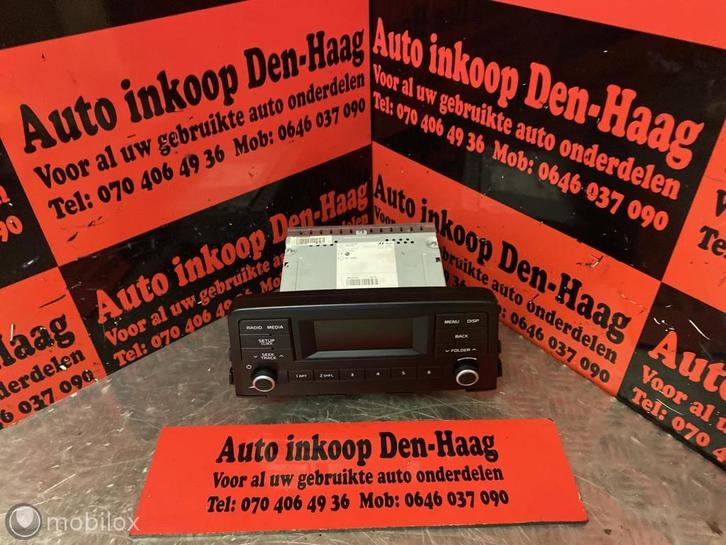 Auto inkoop Den-Haag
Voor al uw gebruikte auto onderdelen
Tel: 070 406 49 36 Mob: 0646 037 090
Auto inkoop Den-Haag
Voor al uw gebruikte auto onderdelen
Tel: 070 406 49 36 Mob: 0646 037 090
Auto inkoop Den-Haag
Voor al uw gebruikte auto onderdelen
Tel: 070 406 49 36 Mob: 0646 037 090
Auto inkoop Den-Haag
Voor al uw gebruikte auto onderdelen
Tel: 070 406 49 36 Mob: 0646 037 090
RADIO MEDIA
MENU DISP
SETUP
BACK
SEEK
TRACK
FOLDER
1 RPT 2 SHFL 3 4 5 6
Auto inkoop Den-Haag
Voor al uw gebruikte auto onderdelen
Tel: 070 406 49 36 Mob: 0646 037 090
mobilox